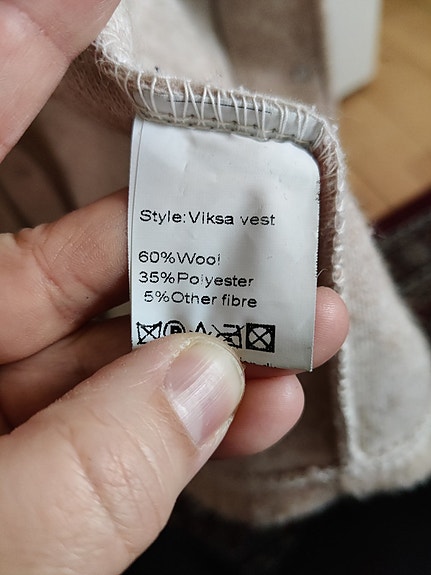 Style:Viksa vest
60%Wool
35%Polyester
5%Other fibre